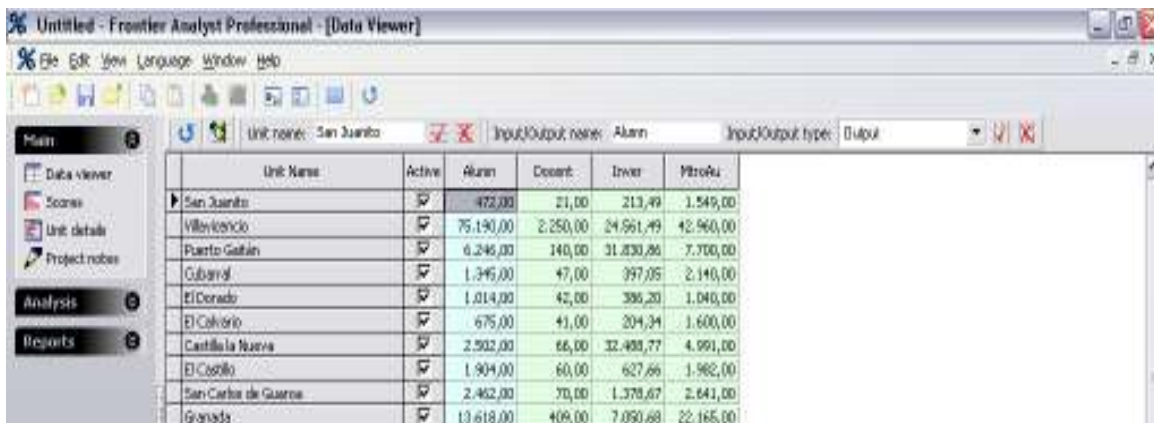 Untitled - Frontier Analyst Professional - [Data Viewer]
File Edit View Language Window Help
Unit name: San Juanito Input/Output name: Alumn Input/Output type: Output
Main
Data viewer
Scores
Unit details
Project notes
Analysis
Reports
Unit Name Active Alumn Docent Inver MtroAu
San Juanito 472,00 21,00 213,49 1.549,00
Villavicencio 75.190,00 2.250,00 24.561,49 42.960,00
Puerto Gaitán 6.246,00 140,00 31.830,86 7.700,00
Cubarral 1.345,00 47,00 397,05 2.140,00
El Dorado 1.014,00 42,00 386,20 1.040,00
El Calvario 675,00 41,00 204,34 1.600,00
Castilla la Nueva 2.502,00 66,00 32.488,77 4.991,00
El Castillo 1.904,00 60,00 627,66 1.982,00
San Carlos de Guaroa 2.462,00 70,00 1.378,67 2.641,00
Granada 13.618,00 409,00 7.050,68 22.165,00